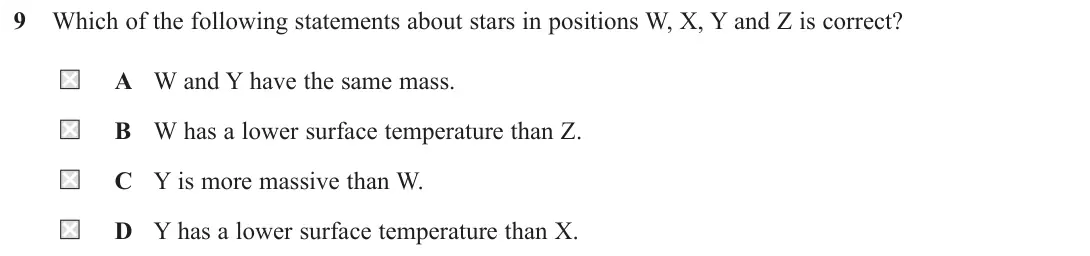 9 Which of the following statements about stars in positions W, X, Y and Z is correct?
A W and Y have the same mass.
B W has a lower surface temperature than Z.
C Y is more massive than W.
D Y has a lower surface temperature than X.